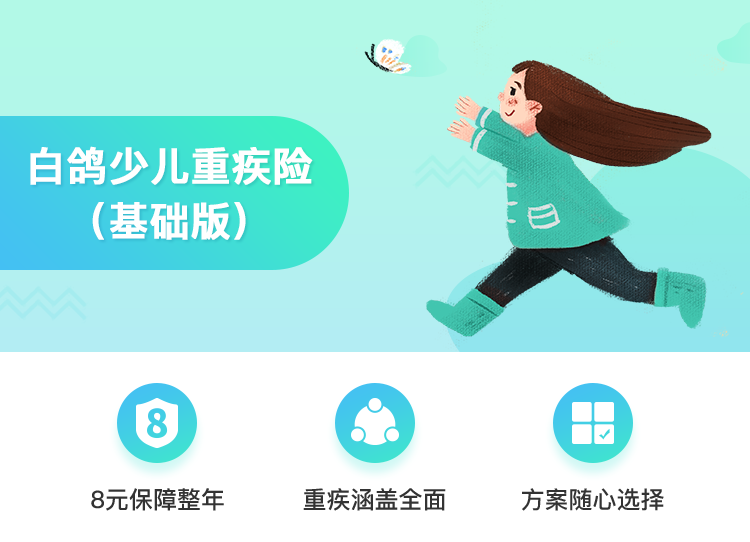 白鸽少儿重疾险
（基础版）
8
8元保障整年
重疾涵盖全面
方案随心选择